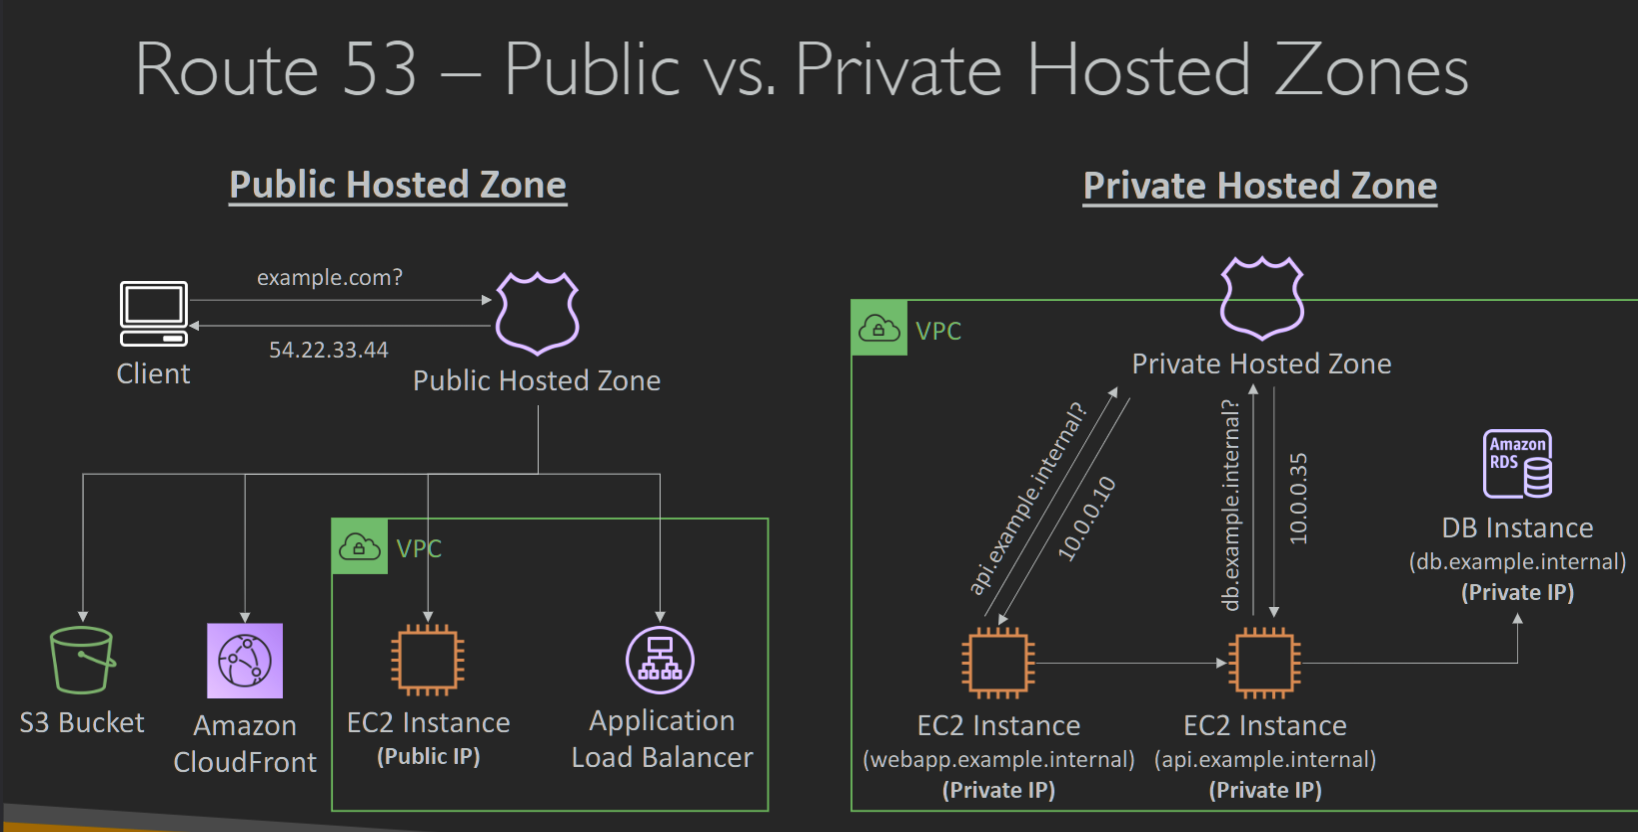 Route 53 – Public vs. Private Hosted Zones
Public Hosted Zone
example.com?
54.22.33.44
Client
Public Hosted Zone
VPC
S3 Bucket
Amazon
CloudFront
EC2 Instance
(Public IP)
Application
Load Balancer
Private Hosted Zone
VPC
Private Hosted Zone
api.example.internal?
10.0.0.10
db.example.internal?
10.0.0.35
Amazon
RDS
DB Instance
(db.example.internal)
(Private IP)
EC2 Instance
(webapp.example.internal)
(Private IP)
EC2 Instance
(api.example.internal)
(Private IP)